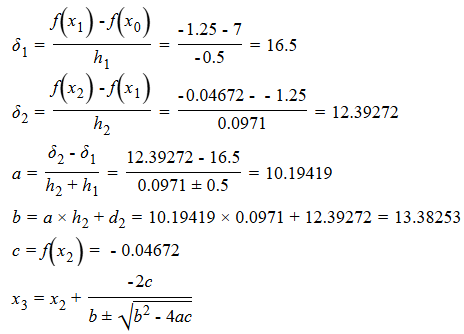 δ₁ = (f(x₁) - f(x₀)) / h₁ = (-1.25 - 7) / -0.5 = 16.5
δ₂ = (f(x₂) - f(x₁)) / h₂ = (-0.04672 - - 1.25) / 0.0971 = 12.39272
a = (δ₂ - δ₁) / (h₂ + h₁) = (12.39272 - 16.5) / (0.0971 ± 0.5) = 10.19419
b = a × h₂ + d₂ = 10.19419 × 0.0971 + 12.39272 = 13.38253
c = f(x₂) = - 0.04672
x₃ = x₂ + (-2c) / (b ± √(b² - 4ac))